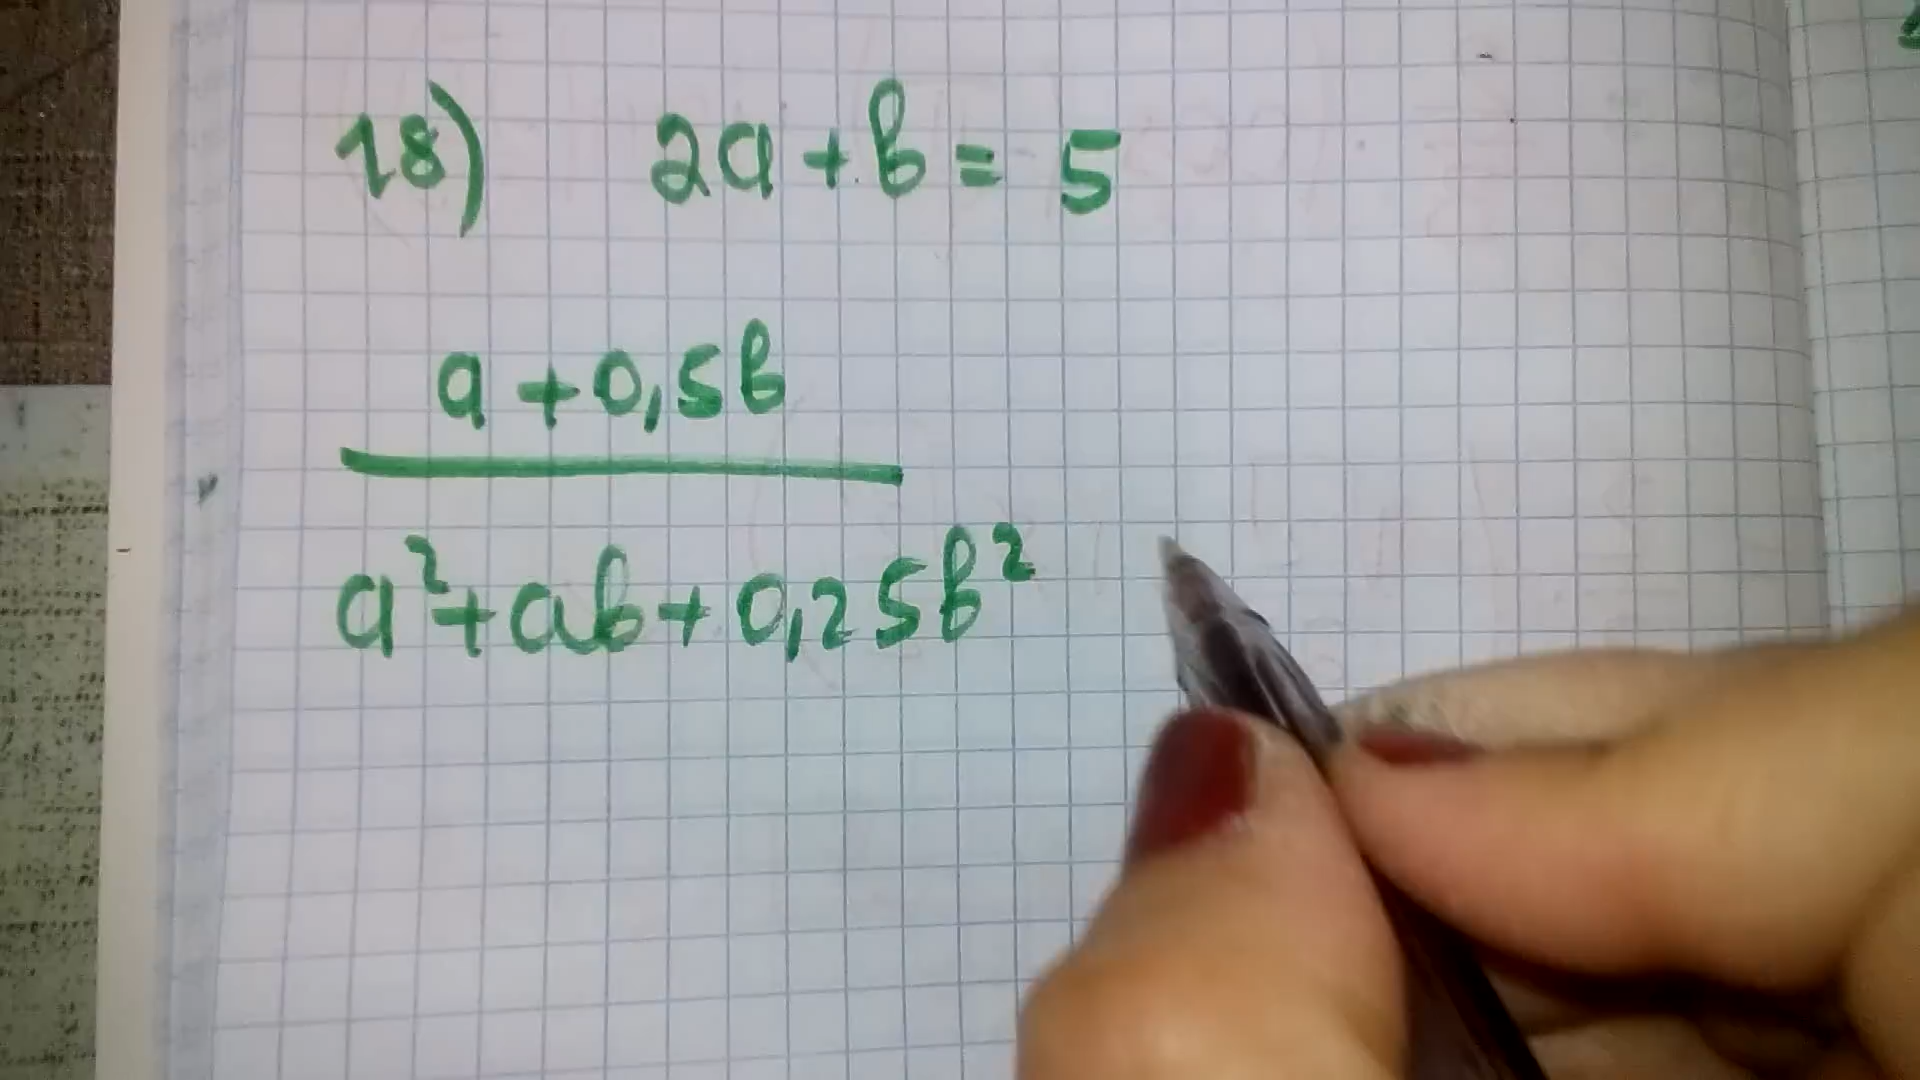 18) 2a + b = 5
a + 0,5b
a² + ab + 0,25b²